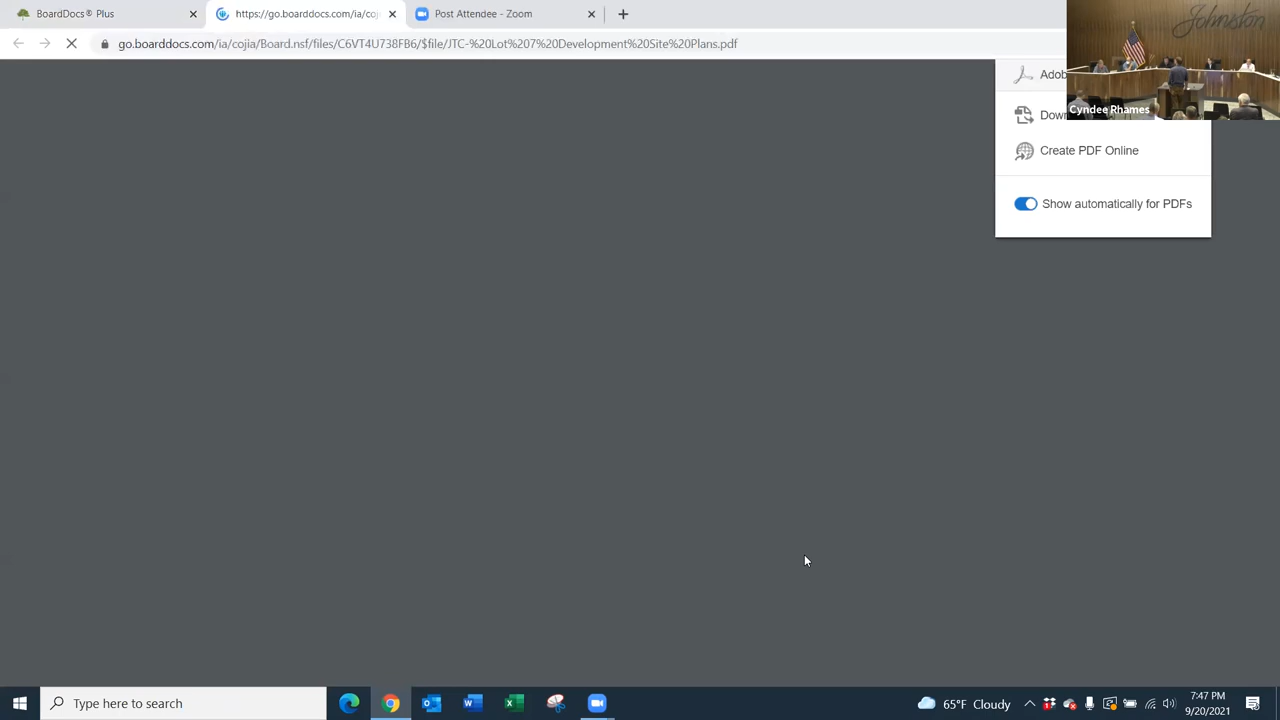 BoardDocs® Plus
https://go.boarddocs.com/ia/coj
Post Attendee - Zoom
go.boarddocs.com/ia/cojia/Board.nsf/files/C6VT4U738FB6/$file/JTC-%20Lot%207%20Development%20Site%20Plans.pdf
Johnston
Adob
Cyndee Rhames
Down
Create PDF Online
Show automatically for PDFs
Type here to search
65°F Cloudy
7:47 PM
9/20/2021